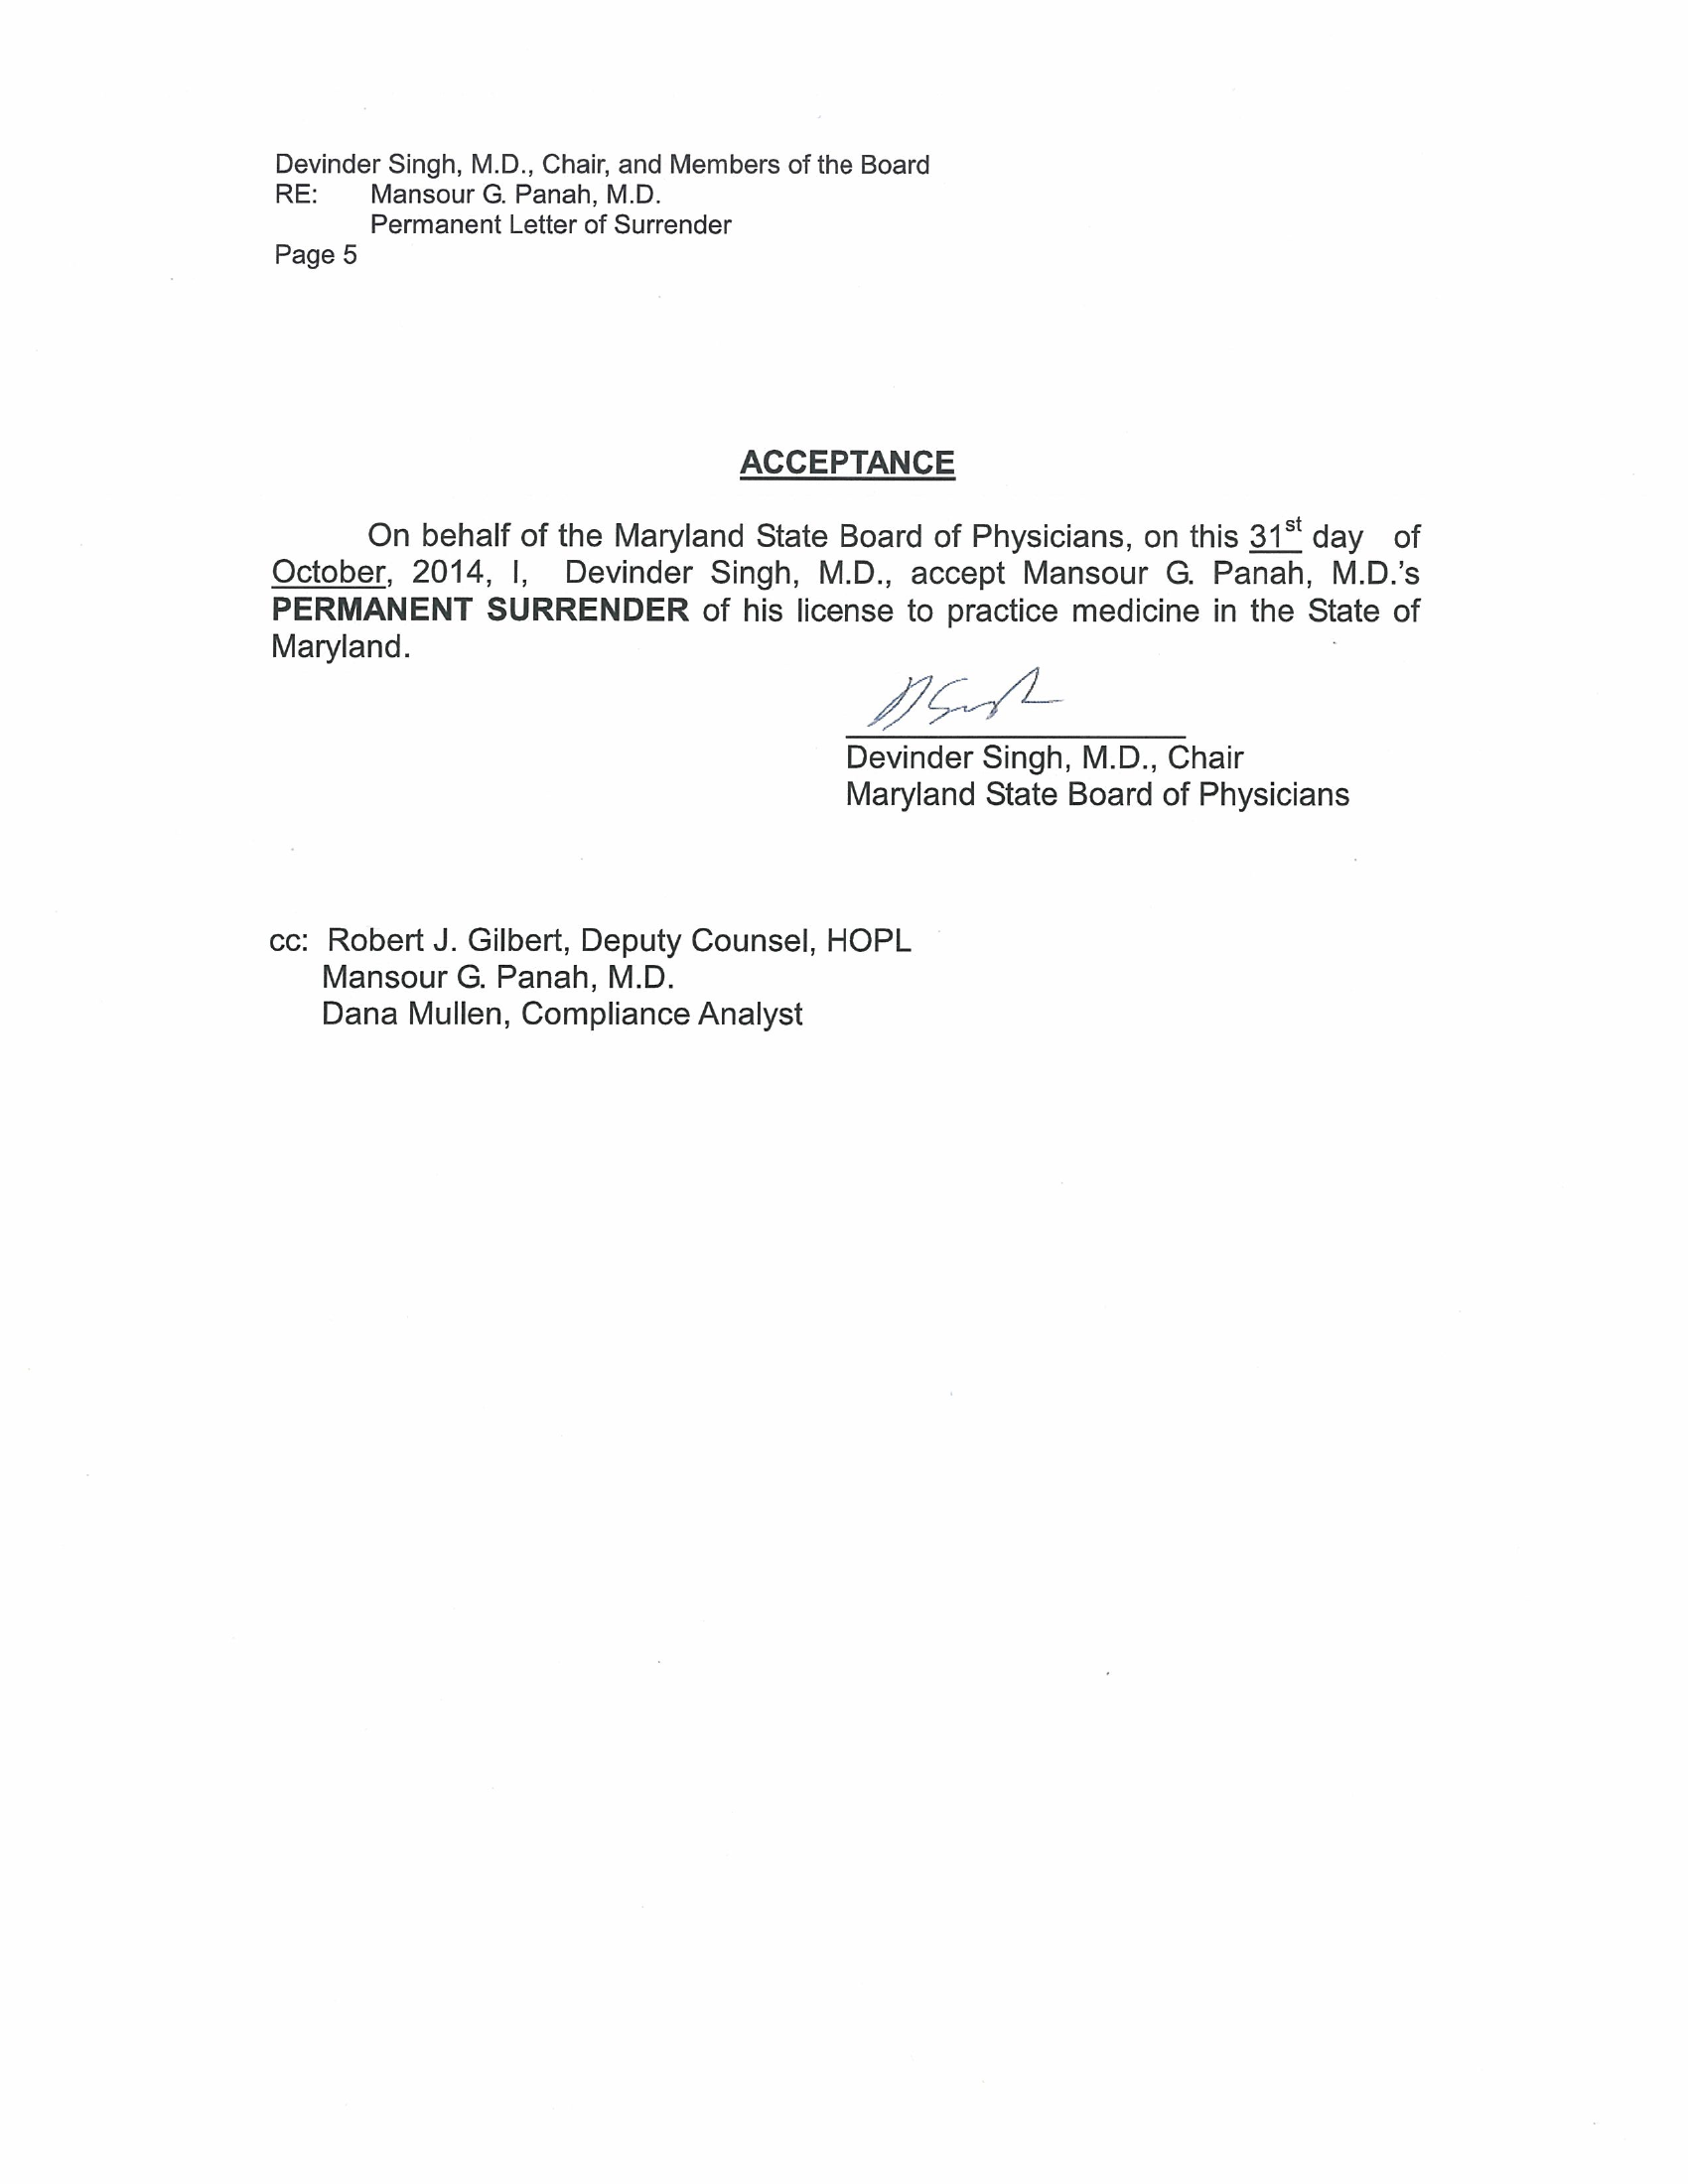 Devinder Singh, M.D., Chair, and Members of the Board
RE: Mansour G. Panah, M.D.
Permanent Letter of Surrender
Page 5
ACCEPTANCE
On behalf of the Maryland State Board of Physicians, on this 31st day of
October, 2014, I, Devinder Singh, M.D., accept Mansour G. Panah, M.D.'s
PERMANENT SURRENDER of his license to practice medicine in the State of
Maryland.
Devinder Singh, M.D., Chair
Maryland State Board of Physicians
cc: Robert J. Gilbert, Deputy Counsel, HOPL
Mansour G. Panah, M.D.
Dana Mullen, Compliance Analyst